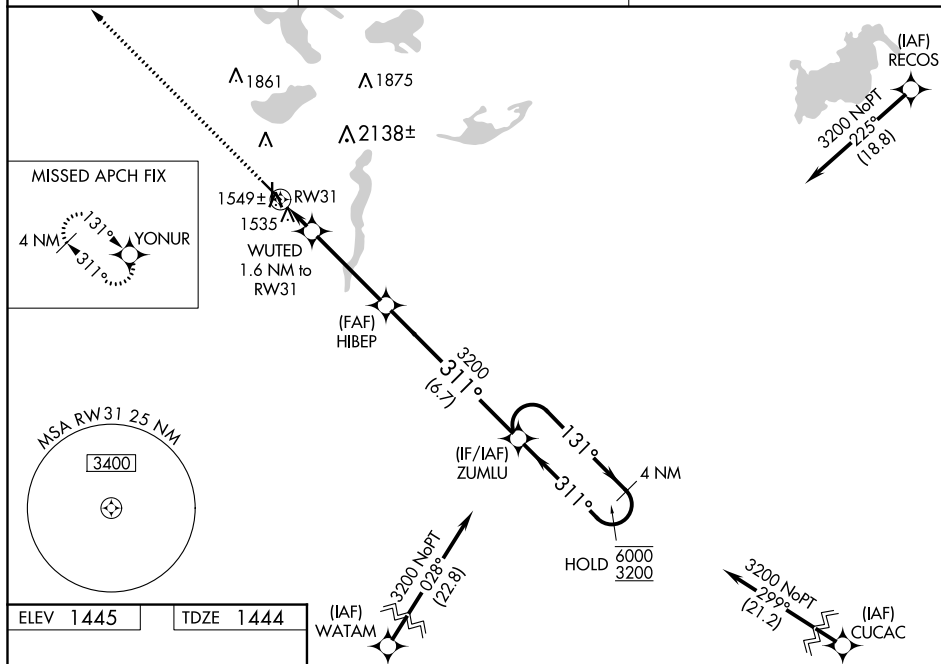 (IAF)
RECOS
3200 NoPT
225°
(18.8)
1861
1875
2138±
MISSED APCH FIX
4 NM
131°
311°
YONUR
1549±
RW31
1535
WUTED
1.6 NM to
RW31
(FAF)
HIBEP
3200
311°
(6.7)
(IF/IAF)
ZUMLU
131°
311°
4 NM
HOLD
6000
3200
MSA RW31 25 NM
3400
3200 NoPT
028°
(22.8)
(IAF)
WATAM
3200 NoPT
299°
(21.2)
(IAF)
CUCAC
ELEV 1445
TDZE 1444